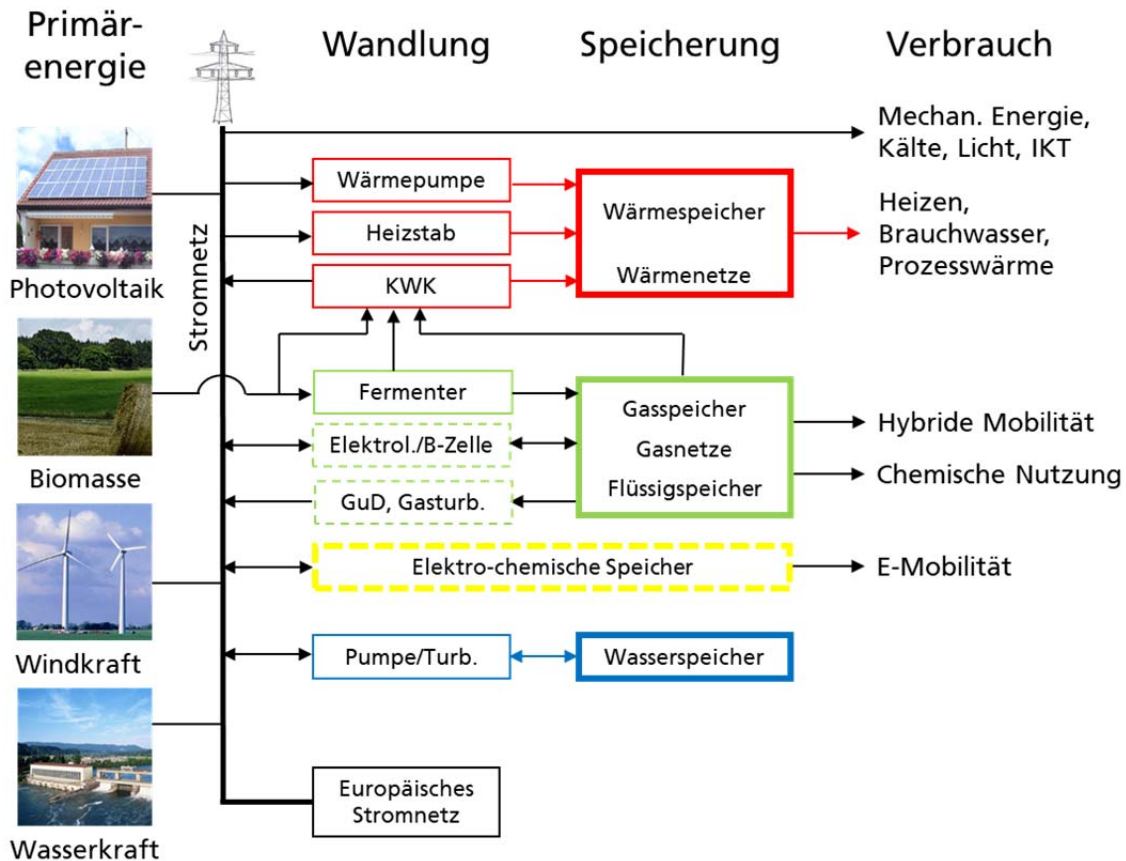 Primär-
energie
Wandlung
Speicherung
Verbrauch
Mechan. Energie,
Kälte, Licht, IKT
Wärmepumpe
Heizstab
KWK
Wärmespeicher
Wärmenetze
Heizen,
Brauchwasser,
Prozesswärme
Photovoltaik
Stromnetz
Fermenter
Elektrol./B-Zelle
GuD, Gasturb.
Gasspeicher
Gasnetze
Flüssigspeicher
Hybride Mobilität
Chemische Nutzung
Biomasse
Elektro-chemische Speicher
E-Mobilität
Windkraft
Pumpe/Turb.
Wasserspeicher
Europäisches
Stromnetz
Wasserkraft